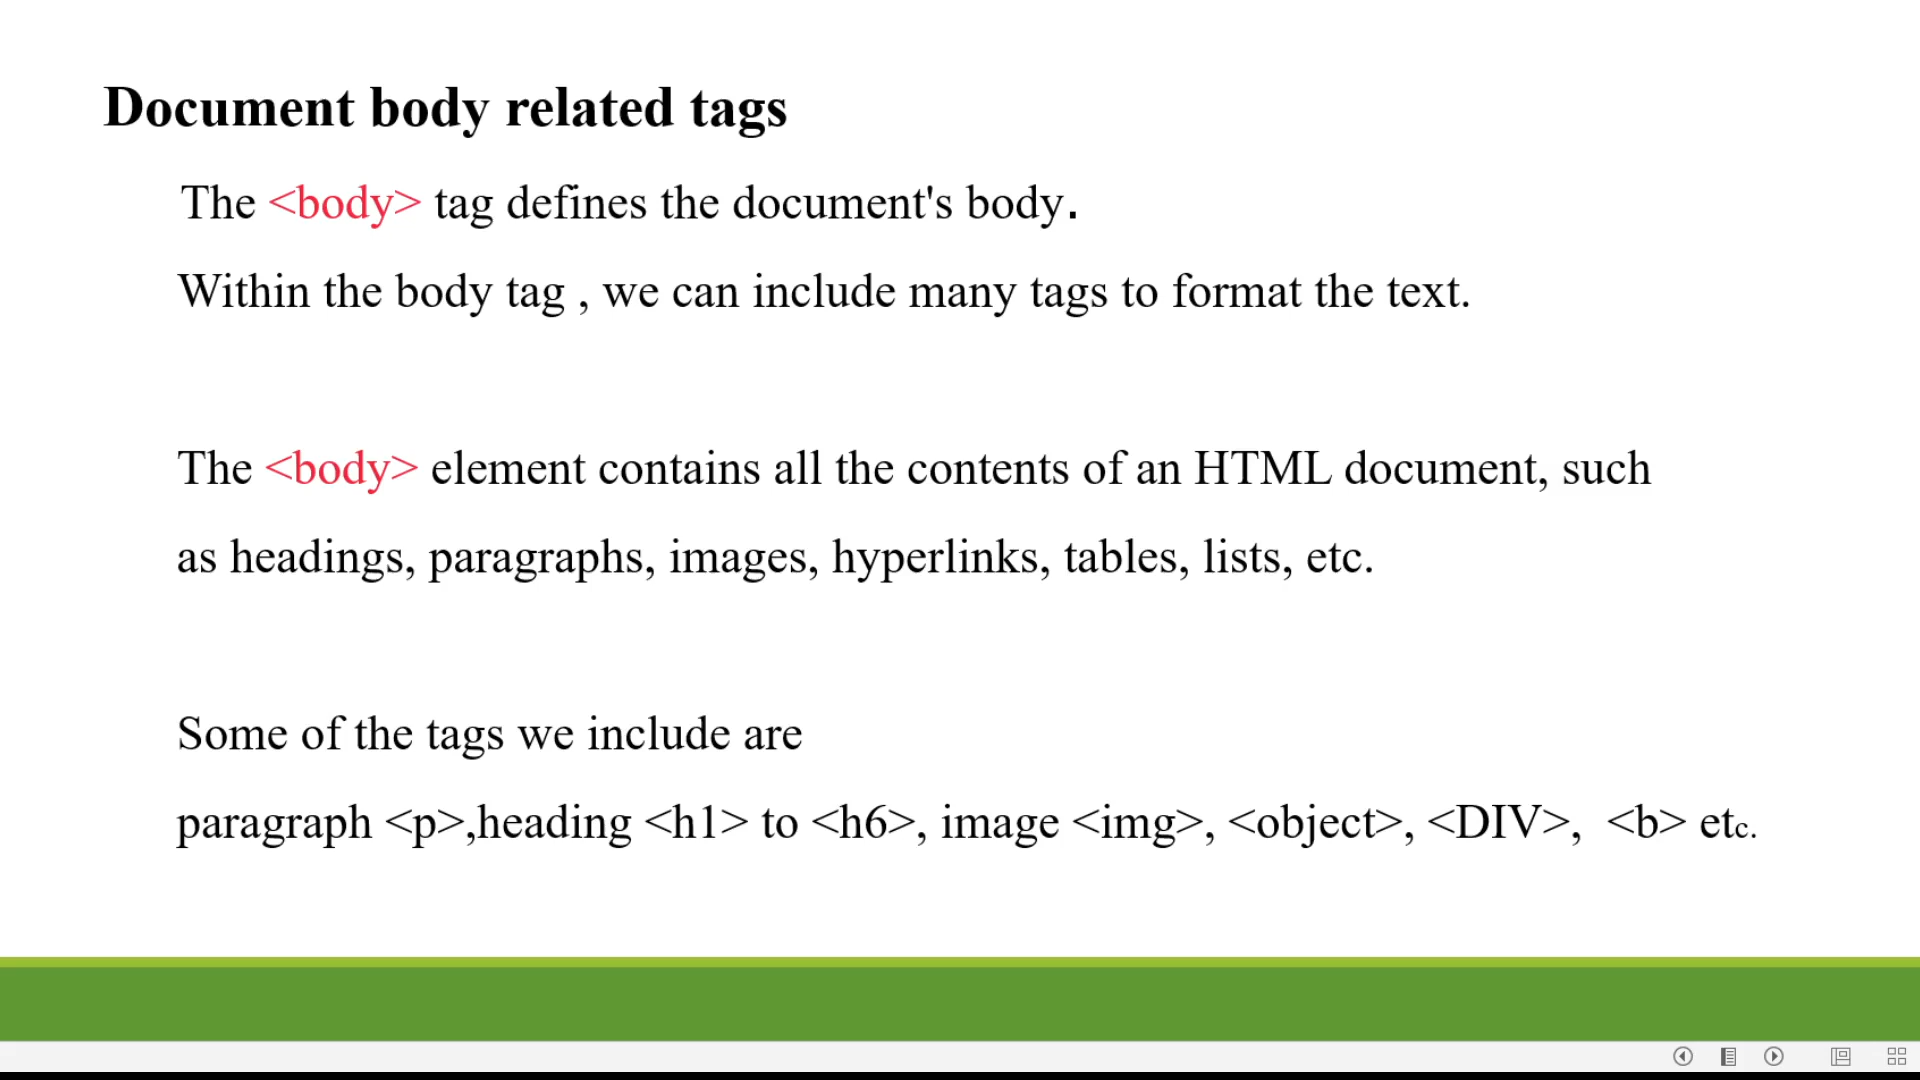 Document body related tags
The <body> tag defines the document's body.
Within the body tag , we can include many tags to format the text.
The <body> element contains all the contents of an HTML document, such
as headings, paragraphs, images, hyperlinks, tables, lists, etc.
Some of the tags we include are
paragraph <p>,heading <h1> to <h6>, image <img>, <object>, <DIV>,  <b> etc.